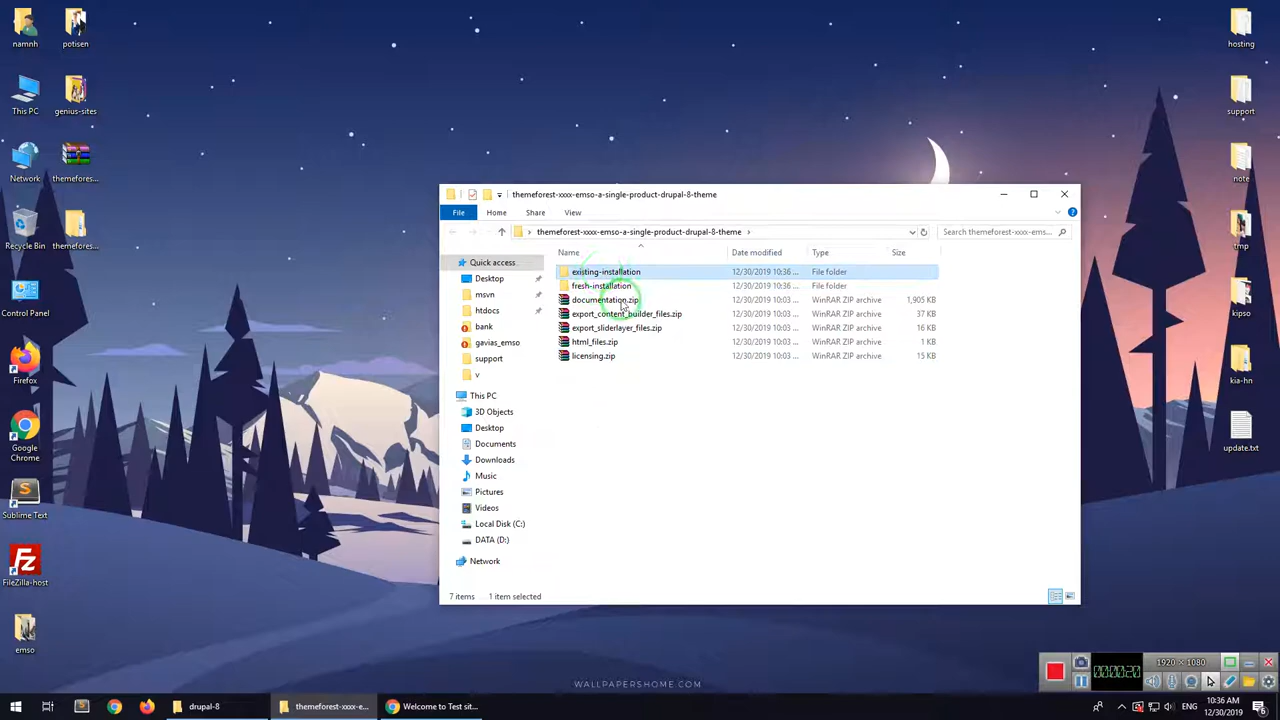 namnh
potisen
This PC
genius-sites
Network
themefores...
Recycle Bin
themefores...
Control Panel
Firefox
Google
Chrome
Sublime Text
FileZilla-host
emso
hosting
support
note
tmp
kipso
kia-hn
update.txt
themeforest-xxxx-emso-a-single-product-drupal-8-theme
File
Home
Share
View
themeforest-xxxx-emso-a-single-product-drupal-8-theme
Search themeforest-xxxx-ems...
Name
Date modified
Type
Size
Quick access
Desktop
msvn
htdocs
bank
gavias_emso
support
v
This PC
3D Objects
Desktop
Documents
Downloads
Music
Pictures
Videos
Local Disk (C:)
DATA (D:)
Network
existing-installation 12/30/2019 10:36 ... File folder
fresh-installation 12/30/2019 10:36 ... File folder
documentation.zip 12/30/2019 10:03 ... WinRAR ZIP archive 1,905 KB
export_content_builder_files.zip 12/30/2019 10:03 ... WinRAR ZIP archive 37 KB
export_sliderlayer_files.zip 12/30/2019 10:03 ... WinRAR ZIP archive 16 KB
html_files.zip 12/30/2019 10:03 ... WinRAR ZIP archive 1 KB
licensing.zip 12/30/2019 10:03 ... WinRAR ZIP archive 15 KB
7 items 1 item selected
1920 × 1080
00:00:20
WALLPAPERSHOME.COM
drupal-8
themeforest-xxxx-e...
Welcome to Test sit...
10:36 AM
12/30/2019